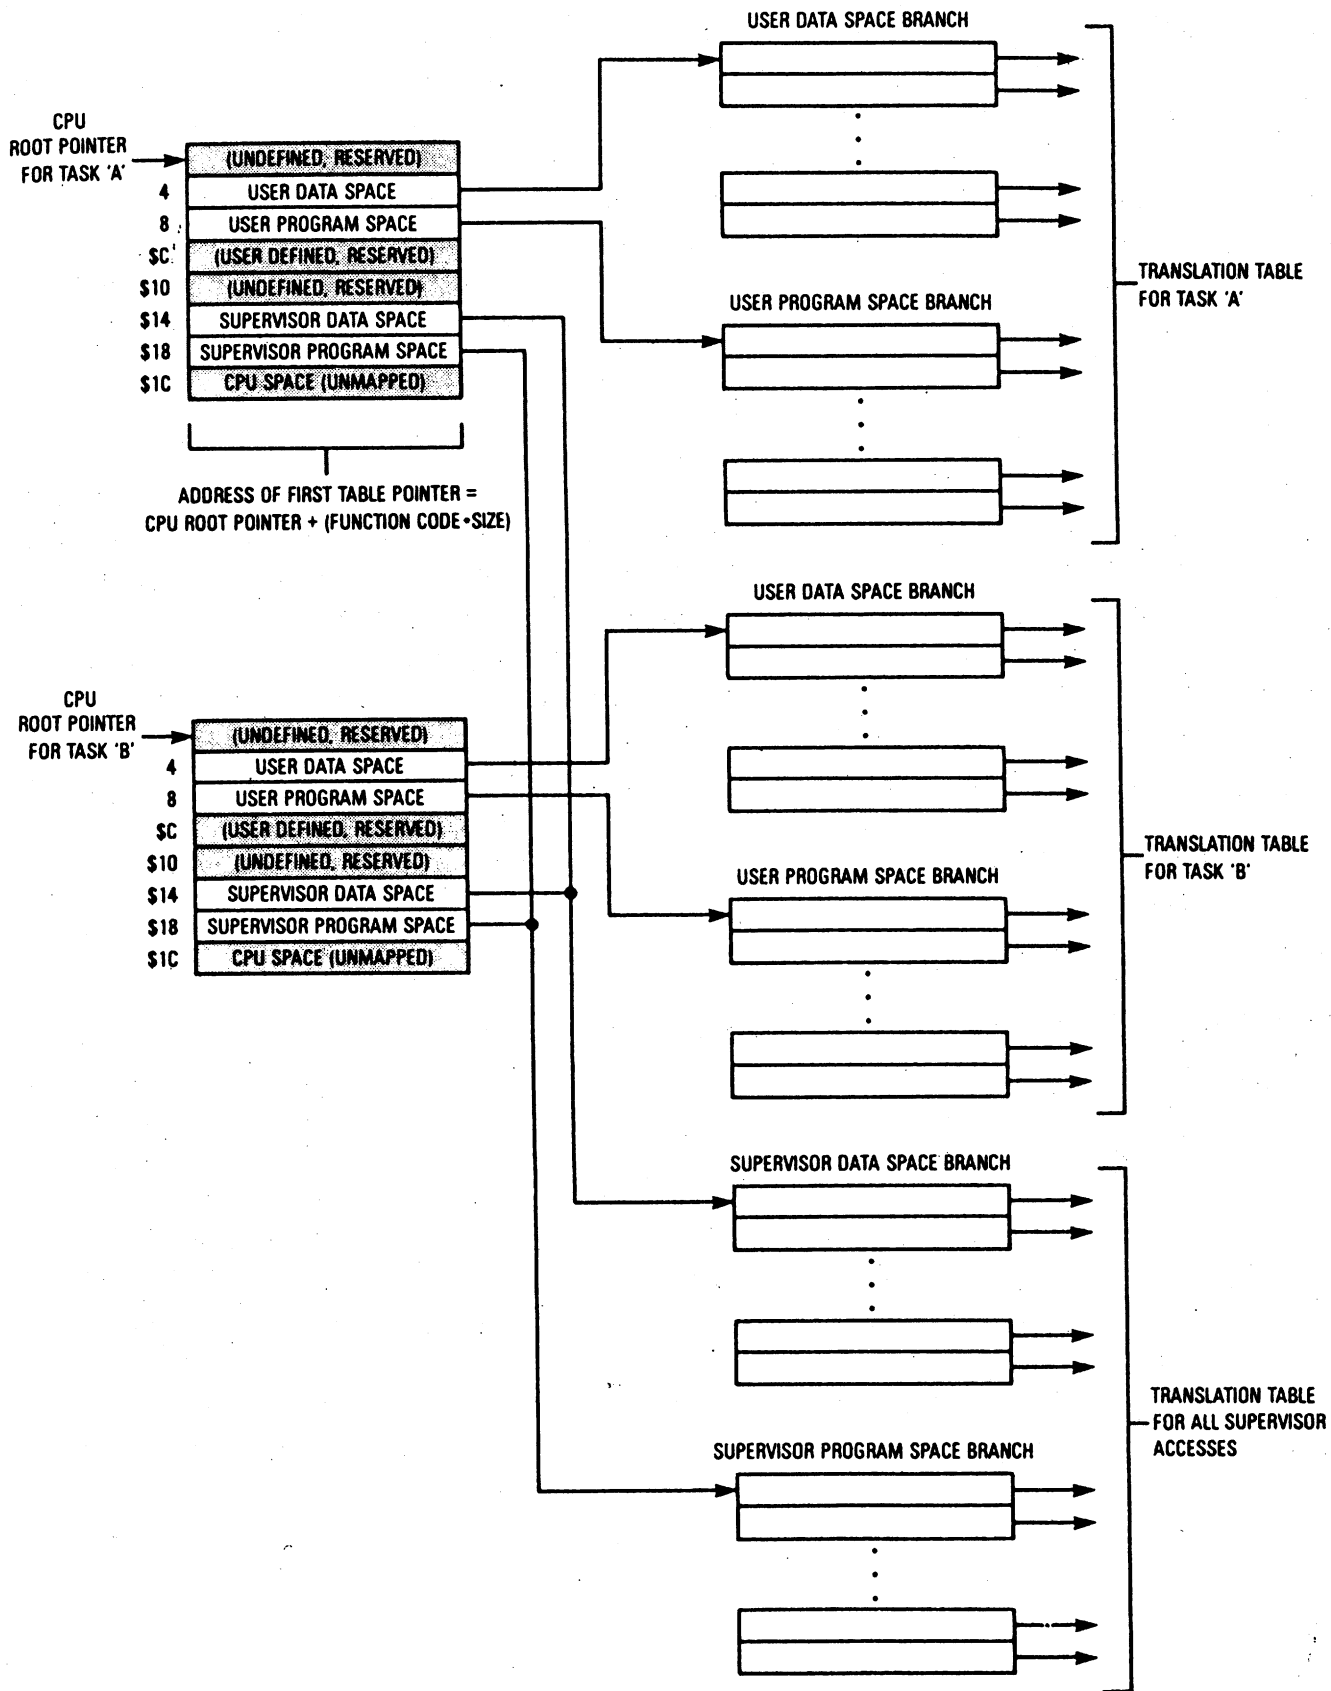 USER DATA SPACE BRANCH
CPU
ROOT POINTER
FOR TASK 'A'
(UNDEFINED, RESERVED)
4 USER DATA SPACE
8 USER PROGRAM SPACE
$C (USER DEFINED, RESERVED)
$10 (UNDEFINED, RESERVED)
$14 SUPERVISOR DATA SPACE
$18 SUPERVISOR PROGRAM SPACE
$1C CPU SPACE (UNMAPPED)
ADDRESS OF FIRST TABLE POINTER =
CPU ROOT POINTER + (FUNCTION CODE•SIZE)
USER PROGRAM SPACE BRANCH
TRANSLATION TABLE
FOR TASK 'A'
USER DATA SPACE BRANCH
CPU
ROOT POINTER
FOR TASK 'B'
(UNDEFINED, RESERVED)
4 USER DATA SPACE
8 USER PROGRAM SPACE
$C (USER DEFINED, RESERVED)
$10 (UNDEFINED, RESERVED)
$14 SUPERVISOR DATA SPACE
$18 SUPERVISOR PROGRAM SPACE
$1C CPU SPACE (UNMAPPED)
USER PROGRAM SPACE BRANCH
TRANSLATION TABLE
FOR TASK 'B'
SUPERVISOR DATA SPACE BRANCH
SUPERVISOR PROGRAM SPACE BRANCH
TRANSLATION TABLE
FOR ALL SUPERVISOR
ACCESSES